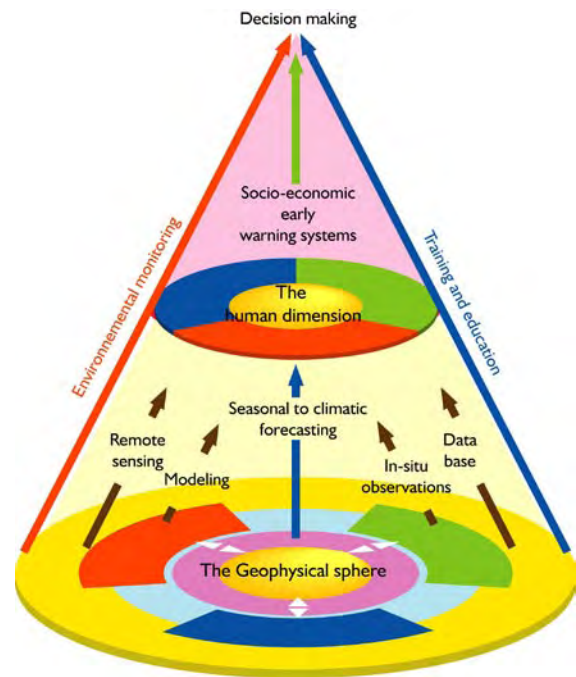 Decision making
Socio-economic
early
warning systems
Environnemental monitoring
Training and education
The
human dimension
Seasonal to climatic
forecasting
Remote
sensing
Modeling
In-situ
observations
Data
base
The Geophysical sphere